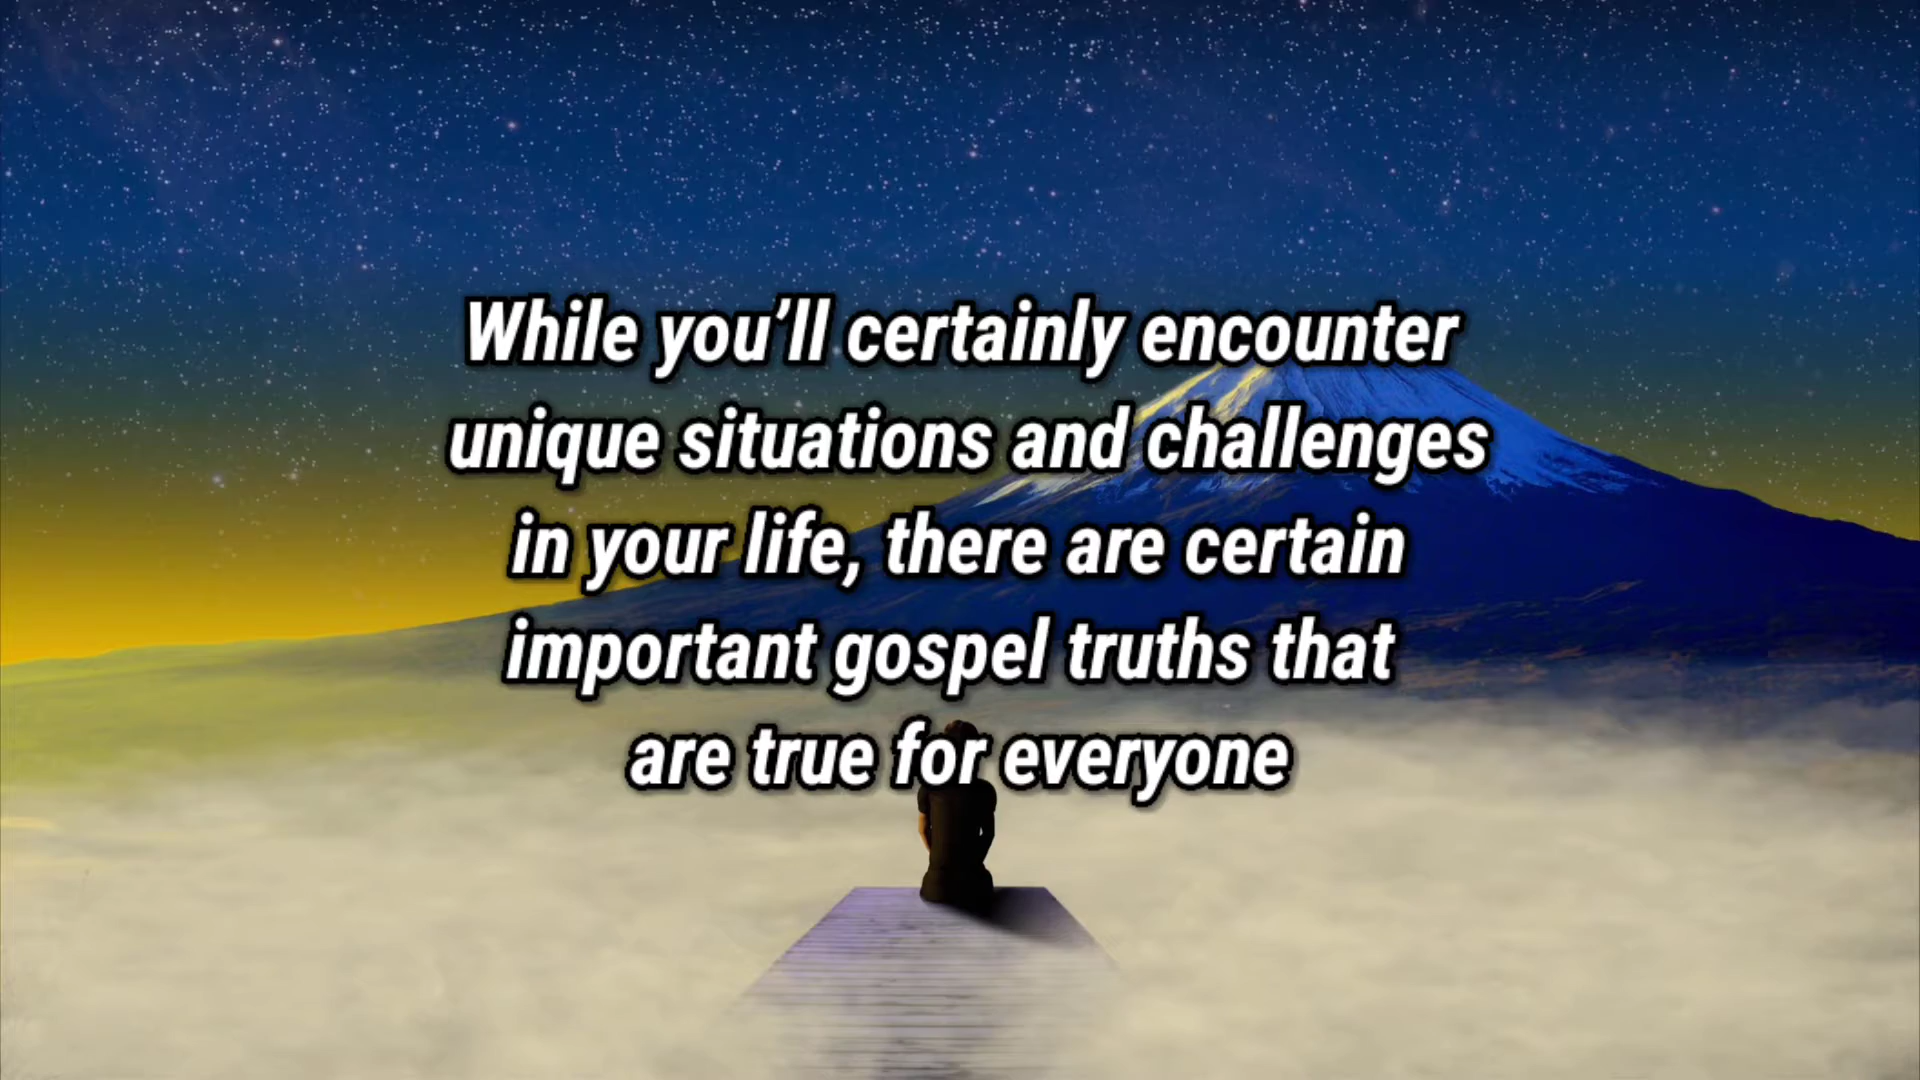 While you’ll certainly encounter
unique situations and challenges
in your life, there are certain
important gospel truths that
are true for everyone